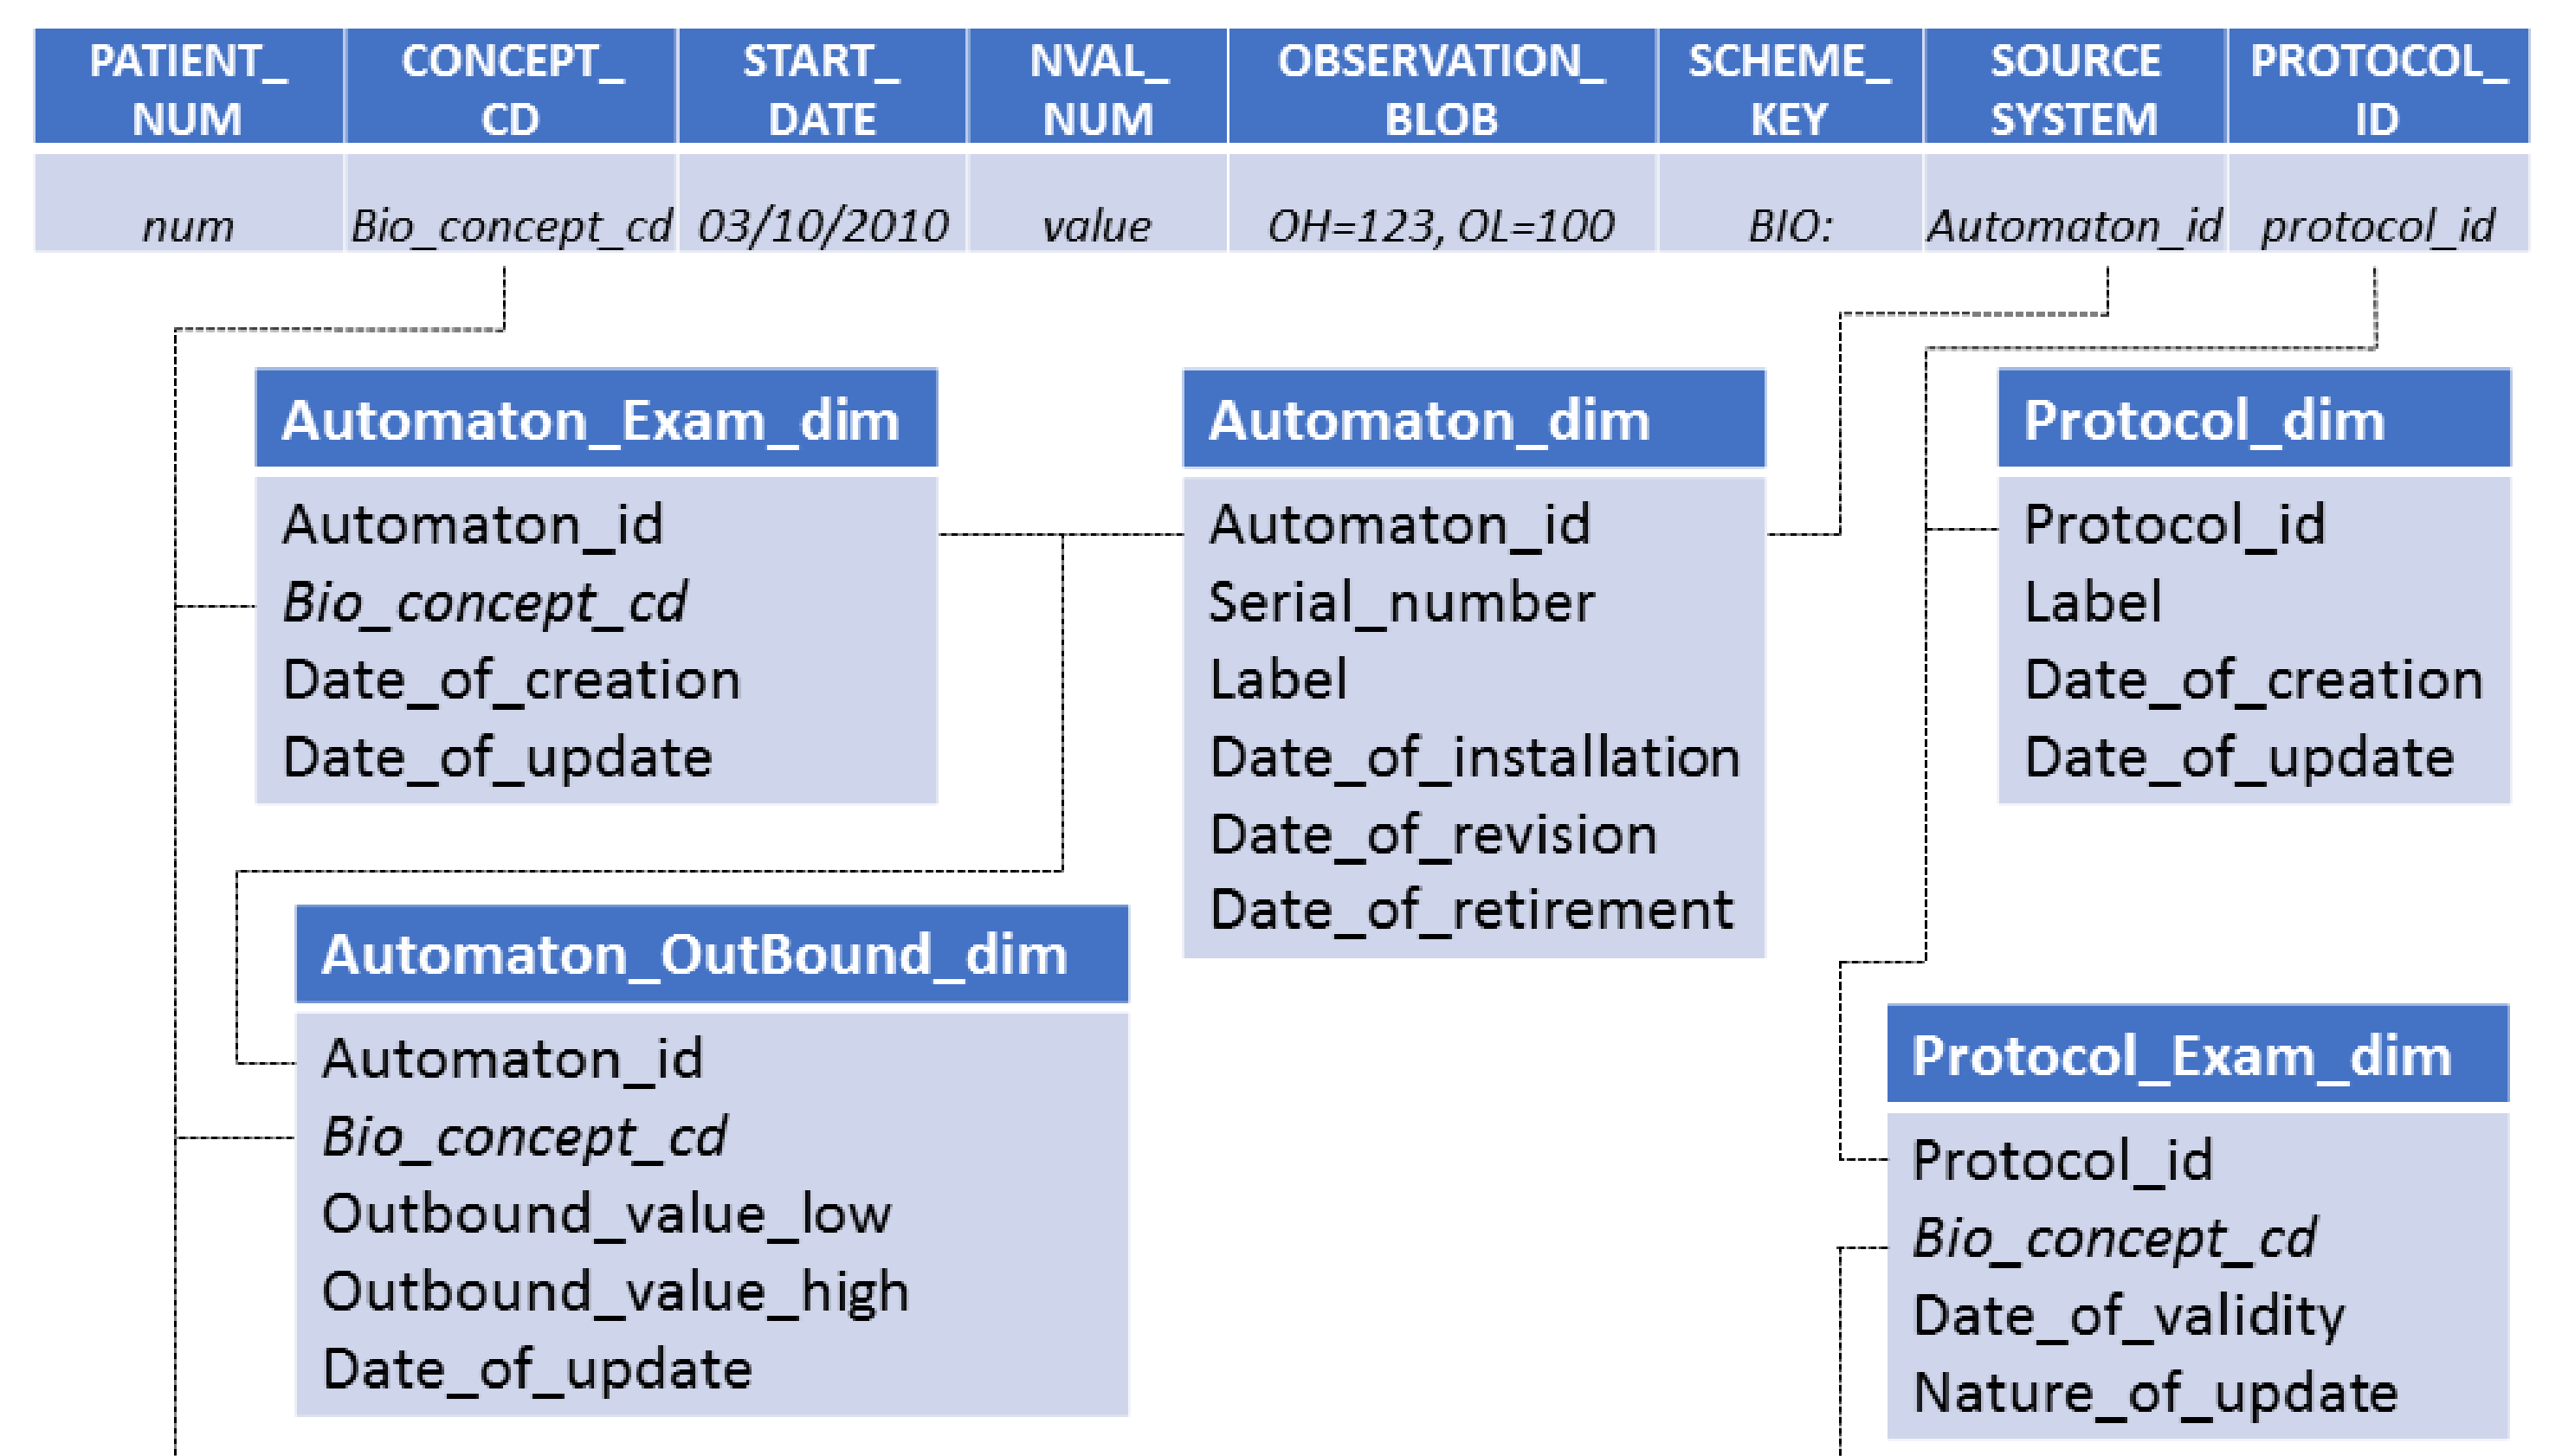 PATIENT_
NUM
CONCEPT_
CD
START_
DATE
NVAL_
NUM
OBSERVATION_
BLOB
SCHEME_
KEY
SOURCE
SYSTEM
PROTOCOL_
ID
num
Bio_concept_cd
03/10/2010
value
OH=123, OL=100
BIO:
Automaton_id
protocol_id
Automaton_Exam_dim
Automaton_id
Bio_concept_cd
Date_of_creation
Date_of_update
Automaton_dim
Automaton_id
Serial_number
Label
Date_of_installation
Date_of_revision
Date_of_retirement
Protocol_dim
Protocol_id
Label
Date_of_creation
Date_of_update
Automaton_OutBound_dim
Automaton_id
Bio_concept_cd
Outbound_value_low
Outbound_value_high
Date_of_update
Protocol_Exam_dim
Protocol_id
Bio_concept_cd
Date_of_validity
Nature_of_update